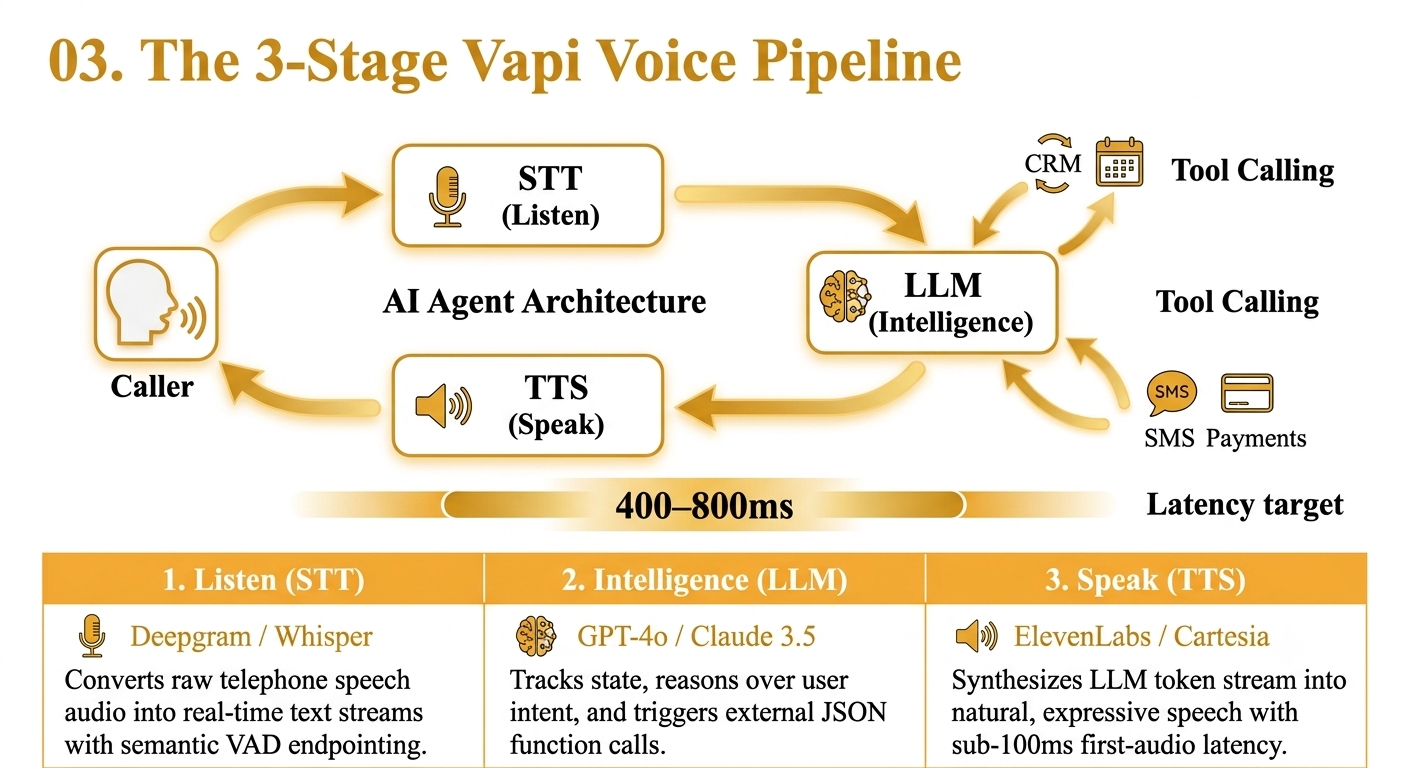 03. The 3-Stage Vapi Voice Pipeline
STT
(Listen)
CRM
Tool Calling
AI Agent Architecture
LLM
(Intelligence)
Tool Calling
Caller
TTS
(Speak)
SMS
SMS Payments
400–800ms
Latency target
1. Listen (STT)
Deepgram / Whisper
Converts raw telephone speech
audio into real-time text streams
with semantic VAD endpointing.
2. Intelligence (LLM)
GPT-4o / Claude 3.5
Tracks state, reasons over user
intent, and triggers external JSON
function calls.
3. Speak (TTS)
ElevenLabs / Cartesia
Synthesizes LLM token stream into
natural, expressive speech with
sub-100ms first-audio latency.